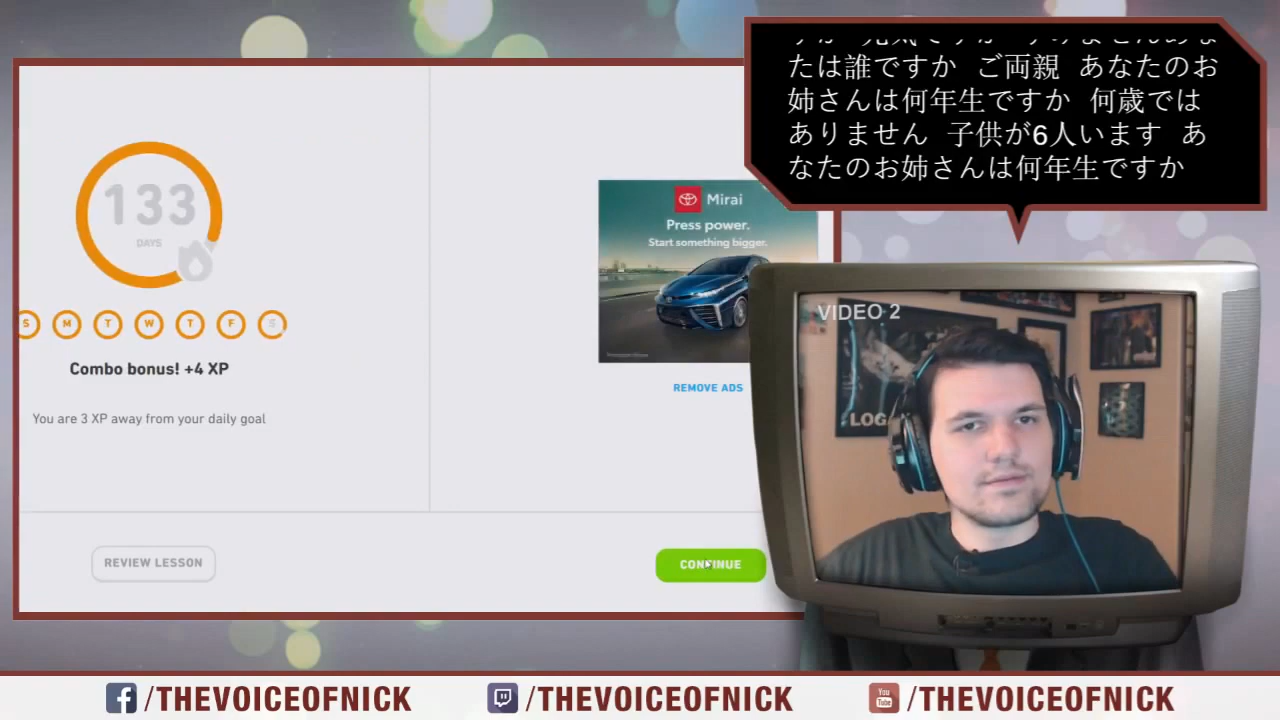 たは誰ですか ご両親 あなたのお
姉さんは何年生ですか 何歳では
ありません 子供が6人います あ
なたのお姉さんは何年生ですか
133
DAYS
S M T W T F S
Combo bonus! +4 XP
You are 3 XP away from your daily goal
REVIEW LESSON
Mirai
Press power.
Start something bigger.
REMOVE ADS
CONTINUE
VIDEO 2
LOGA
/THEVOICEOFNICK
/THEVOICEOFNICK
You
Tube
/THEVOICEOFNICK